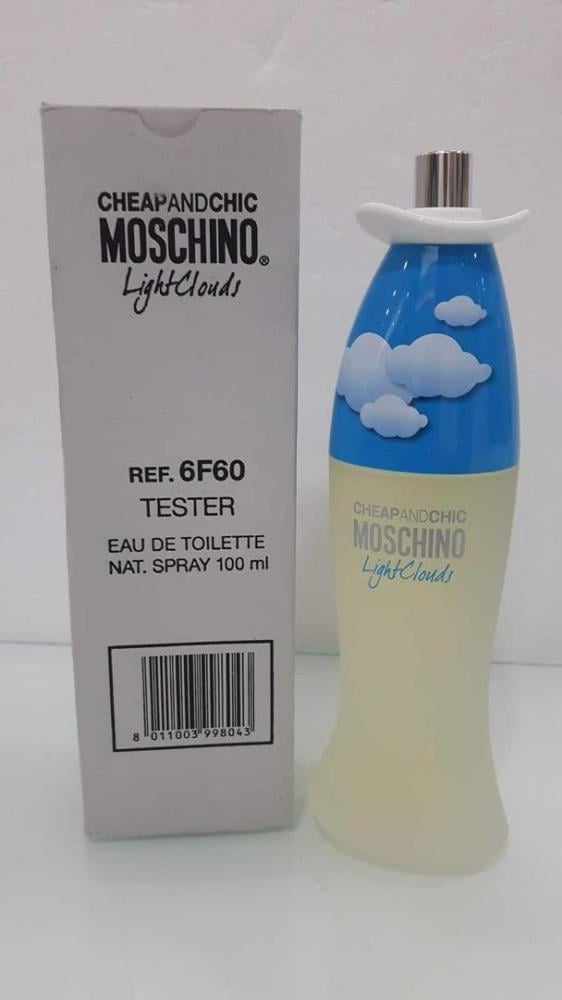 CHEAPANDCHIC
MOSCHINO®
LightClouds
REF. 6F60
TESTER
EAU DE TOILETTE
NAT. SPRAY 100 ml
8 011003 998043
CHEAPANDCHIC
MOSCHINO
LightClouds